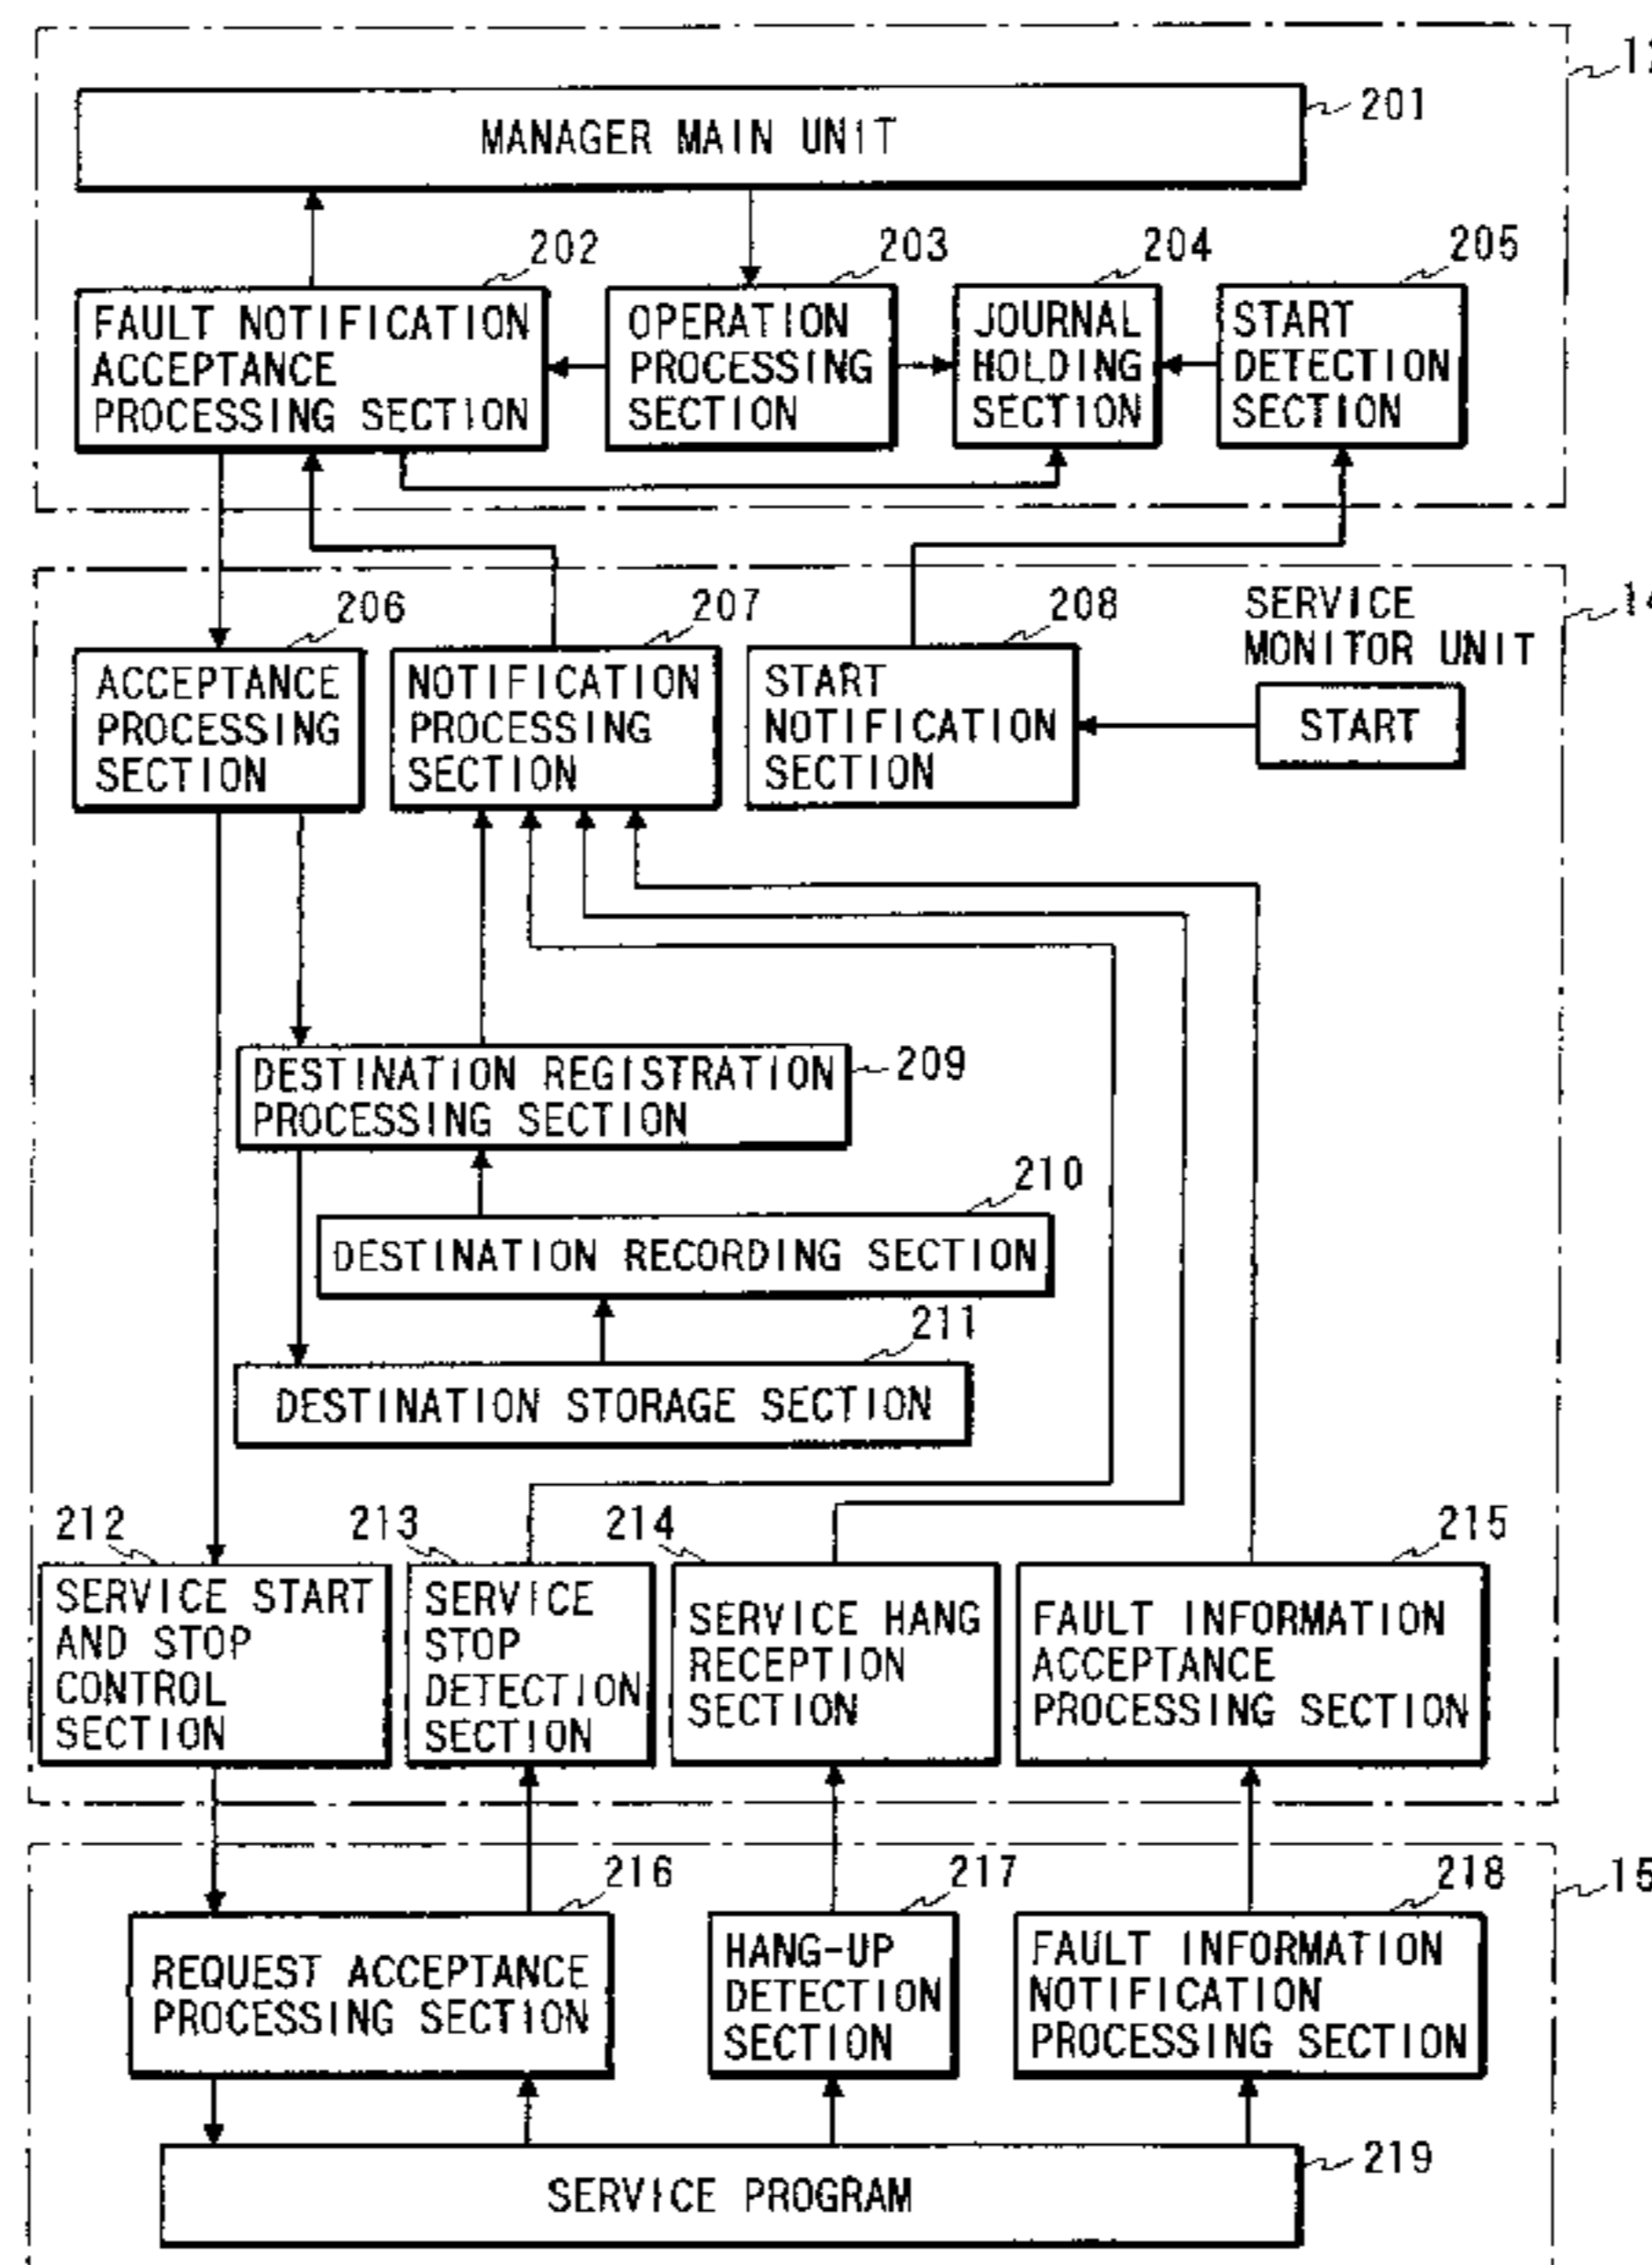 201
MANAGER MAIN UNIT
202
203
204
205
FAULT NOTIFICATION
ACCEPTANCE
PROCESSING SECTION
OPERATION
PROCESSING
SECTION
JOURNAL
HOLDING
SECTION
START
DETECTION
SECTION
206
207
208
SERVICE
MONITOR UNIT
ACCEPTANCE
PROCESSING
SECTION
NOTIFICATION
PROCESSING
SECTION
START
NOTIFICATION
SECTION
START
DESTINATION REGISTRATION
PROCESSING SECTION
209
210
DESTINATION RECORDING SECTION
211
DESTINATION STORAGE SECTION
212
213
214
215
SERVICE START
AND STOP
CONTROL
SECTION
SERVICE
STOP
DETECTION
SECTION
SERVICE HANG
RECEPTION
SECTION
FAULT INFORMATION
ACCEPTANCE
PROCESSING SECTION
216
217
218
15
REQUEST ACCEPTANCE
PROCESSING SECTION
HANG-UP
DETECTION
SECTION
FAULT INFORMATION
NOTIFICATION
PROCESSING SECTION
219
SERVICE PROGRAM